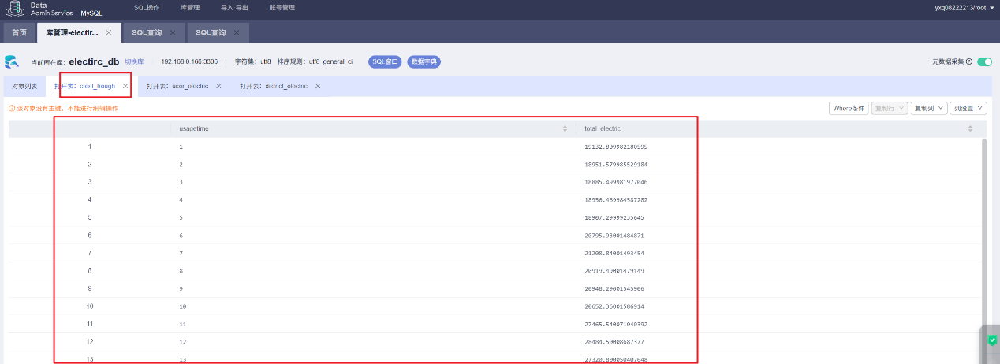 Data
Admin Service MySQL SQL操作 库管理 导入·导出 账号管理 yxq08222213/root
首页 库管理-electir... SQL查询 SQL查询
当前所在库: electirc_db 切换库 192.168.0.166:3306 字符集: utf8 排序规则: utf8_general_ci SQL窗口 数据字典 元数据采集
对象列表 打开表: crest_trough 打开表: user_electric 打开表: district_electric
该对象没有主键，不能进行编辑操作 Where条件 复制行 复制列 列设置
usagetime total_electric
1 1 19132.809982180595
2 2 18951.579985529184
3 3 18885.499981977046
4 4 18956.469984587282
5 5 18907.29999235645
6 6 20795.93001484871
7 7 21208.84001493454
8 8 20919.49001479149
9 9 20948.29001545906
10 10 20652.36001586914
11 11 27465.540071040392
12 12 28484.50008687377
13 13 27320.800050407648